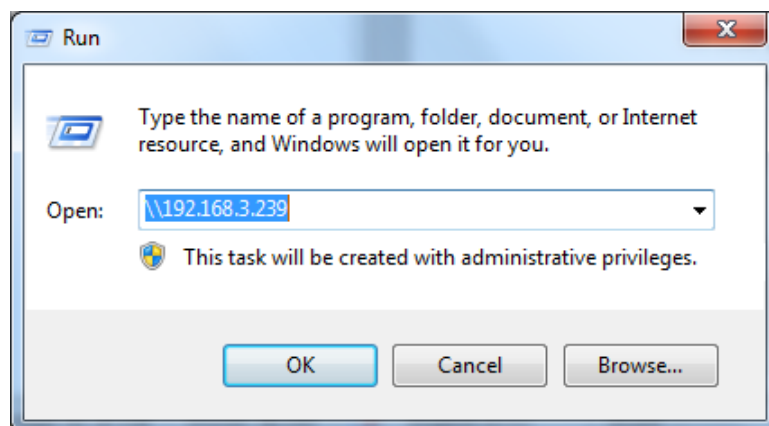 Run
Type the name of a program, folder, document, or Internet
resource, and Windows will open it for you.
Open: \\192.168.3.239
This task will be created with administrative privileges.
OK Cancel Browse...